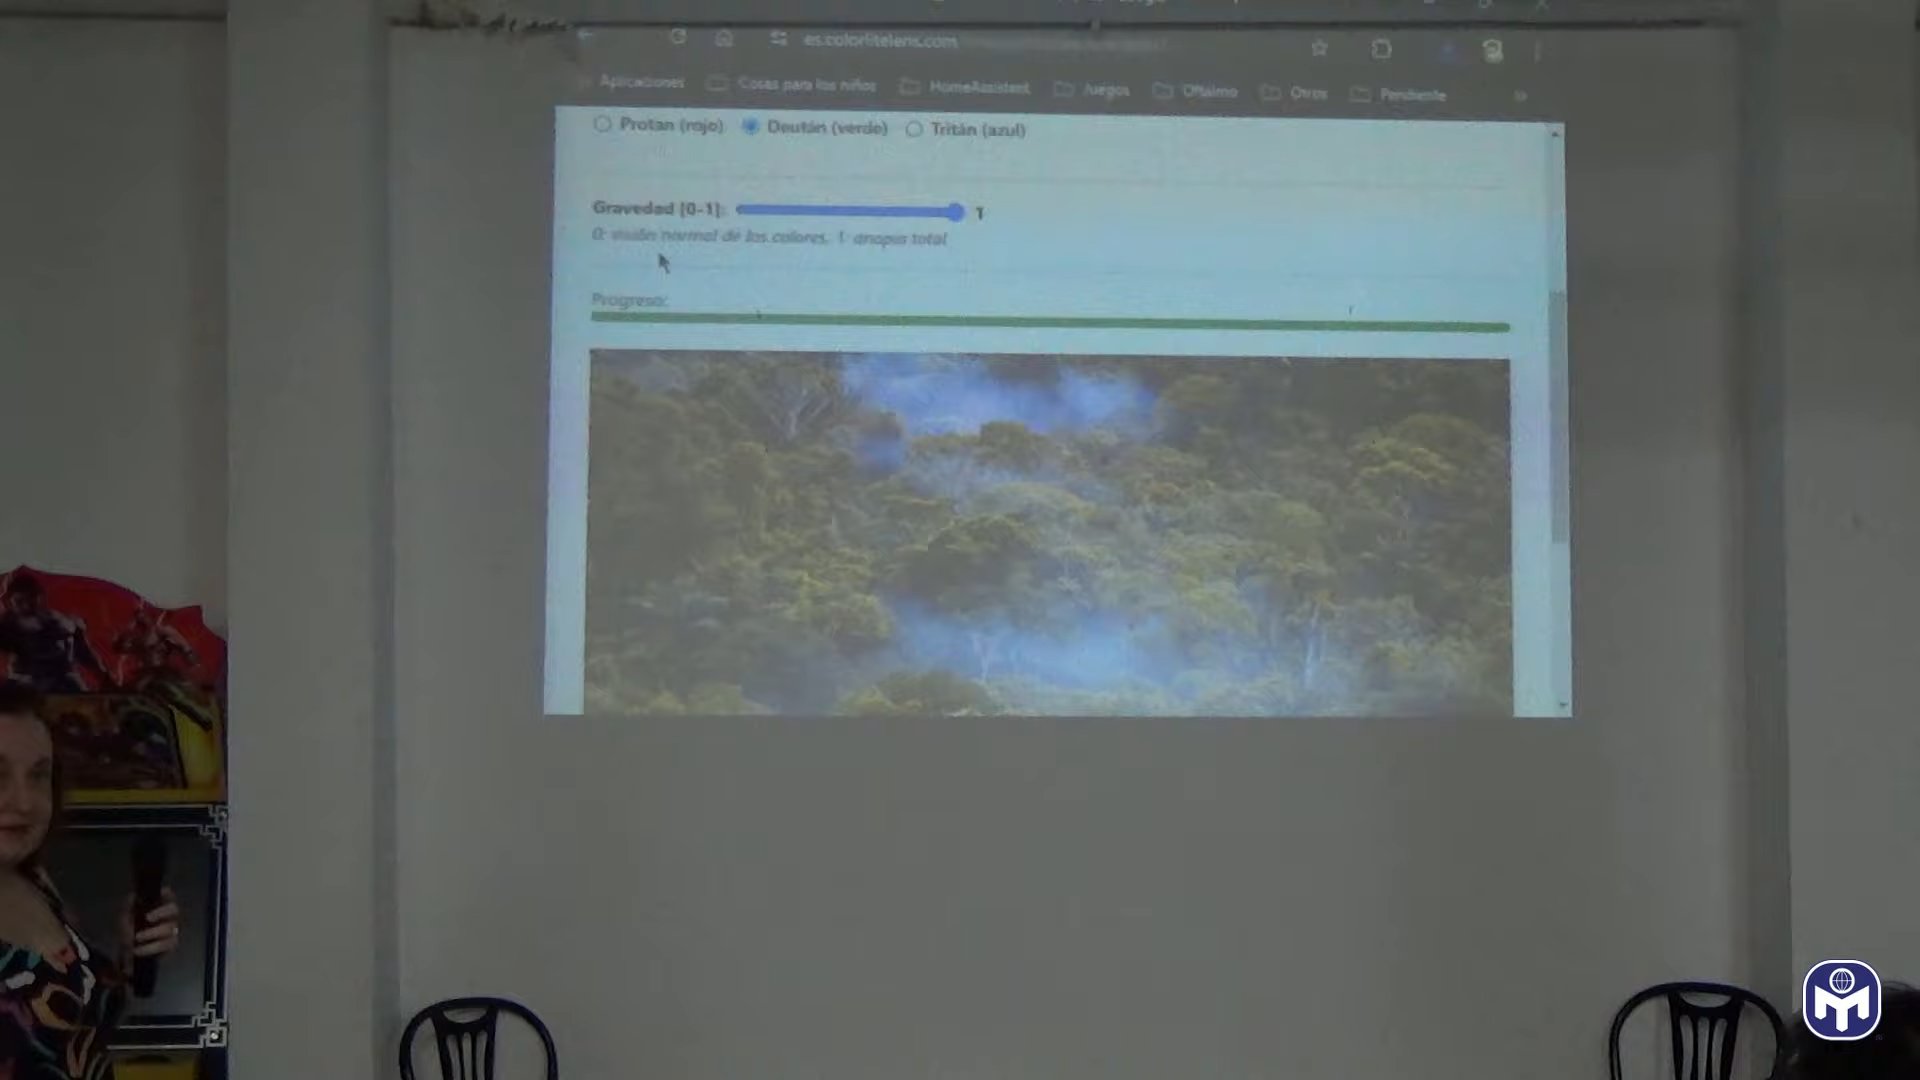 es.colorlitelens.com
Aplicaciones Cosas para los niños HomeAssistant Juegos Oftalmo Otros Pendiente
Protan (rojo) Deután (verde) Tritán (azul)
Gravedad [0-1]: 1
0: visión normal de los colores, 1: anopia total
Progreso: